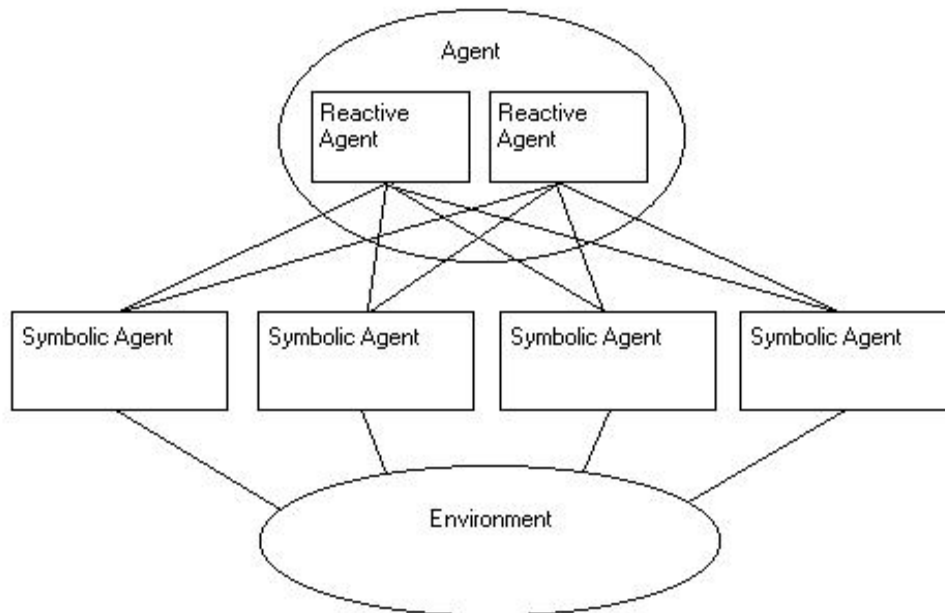 Agent
Reactive
Agent
Reactive
Agent
Symbolic Agent
Symbolic Agent
Symbolic Agent
Symbolic Agent
Environment